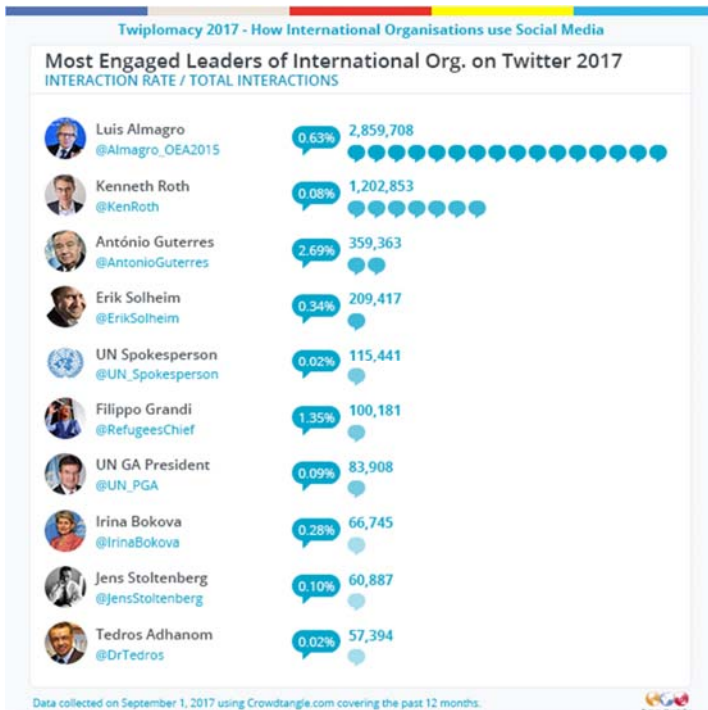 Twiplomacy 2017 - How International Organisations use Social Media
Most Engaged Leaders of International Org. on Twitter 2017
INTERACTION RATE / TOTAL INTERACTIONS
Luis Almagro
@Almagro_OEA2015
0.63%
2,859,708
Kenneth Roth
@KenRoth
0.08%
1,202,853
António Guterres
@AntonioGuterres
2.69%
359,363
Erik Solheim
@ErikSolheim
0.34%
209,417
UN Spokesperson
@UN_Spokesperson
0.02%
115,441
Filippo Grandi
@RefugeesChief
1.35%
100,181
UN GA President
@UN_PGA
0.09%
83,908
Irina Bokova
@IrinaBokova
0.28%
66,745
Jens Stoltenberg
@JensStoltenberg
0.10%
60,887
Tedros Adhanom
@DrTedros
0.02%
57,394
Data collected on September 1, 2017 using Crowdtangle.com covering the past 12 months.